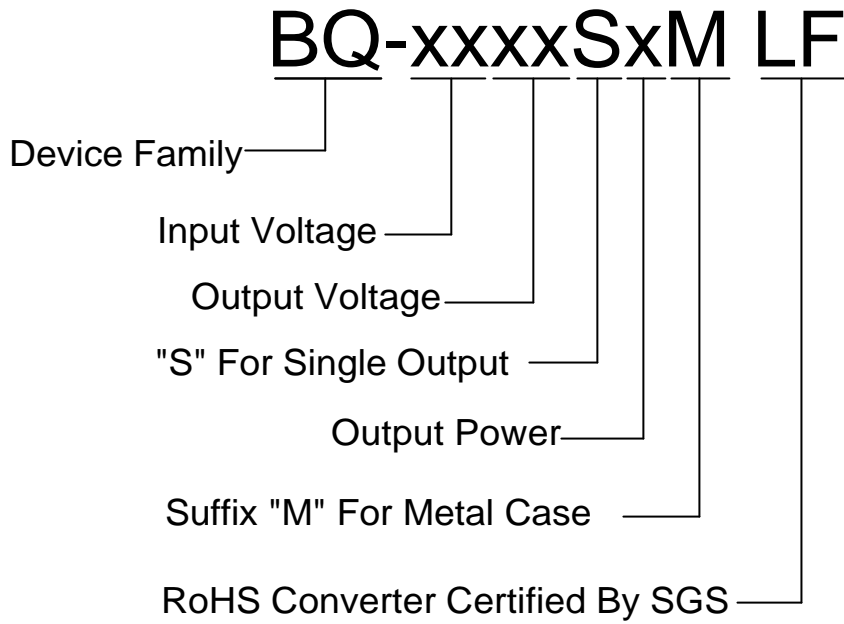 BQ-xxxxSxM LF
Device Family
Input Voltage
Output Voltage
"S" For Single Output
Output Power
Suffix "M" For Metal Case
RoHS Converter Certified By SGS